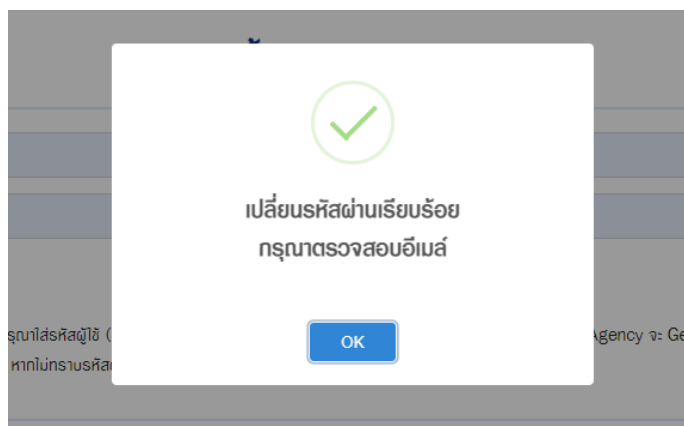 เปลี่ยนรหัสผ่านเรียบร้อย
กรุณาตรวจสอบอีเมล์
รุณาใส่รหัสผู้ใช้ (
Agency จะ Ge
OK
หากไม่ทราบรหัส